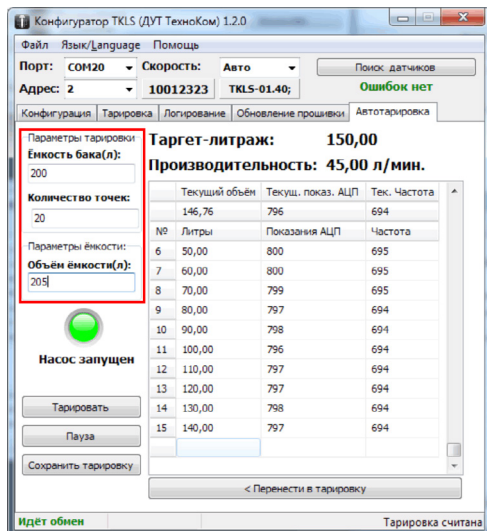 Конфигуратор TKLS (ДУТ ТехноКом) 1.2.0
Файл Язык/Language Помощь
Порт: COM20 Скорость: Авто Поиск датчиков
Адрес: 2 10012323 TKLS-01.40; Ошибок нет
Конфигурация Тарировка Логирование Обновление прошивки Автотарировка
Параметры тарировки
Ёмкость бака(л):
200
Количество точек:
20
Параметры ёмкости:
Объём ёмкости(л):
205
Насос запущен
Тарировать
Пауза
Сохранить тарировку
Таргет-литраж: 150,00
Производительность: 45,00 л/мин.
Текущий объём Текущ. показ. АЦП Тек. Частота
146,76 796 694
№ Литры Показания АЦП Частота
6 50,00 800 695
7 60,00 800 695
8 70,00 799 695
9 80,00 797 694
10 90,00 798 694
11 100,00 796 694
12 110,00 797 694
13 120,00 797 694
14 130,00 798 694
15 140,00 797 694
< Перенести в тарировку
Идёт обмен Тарировка считана